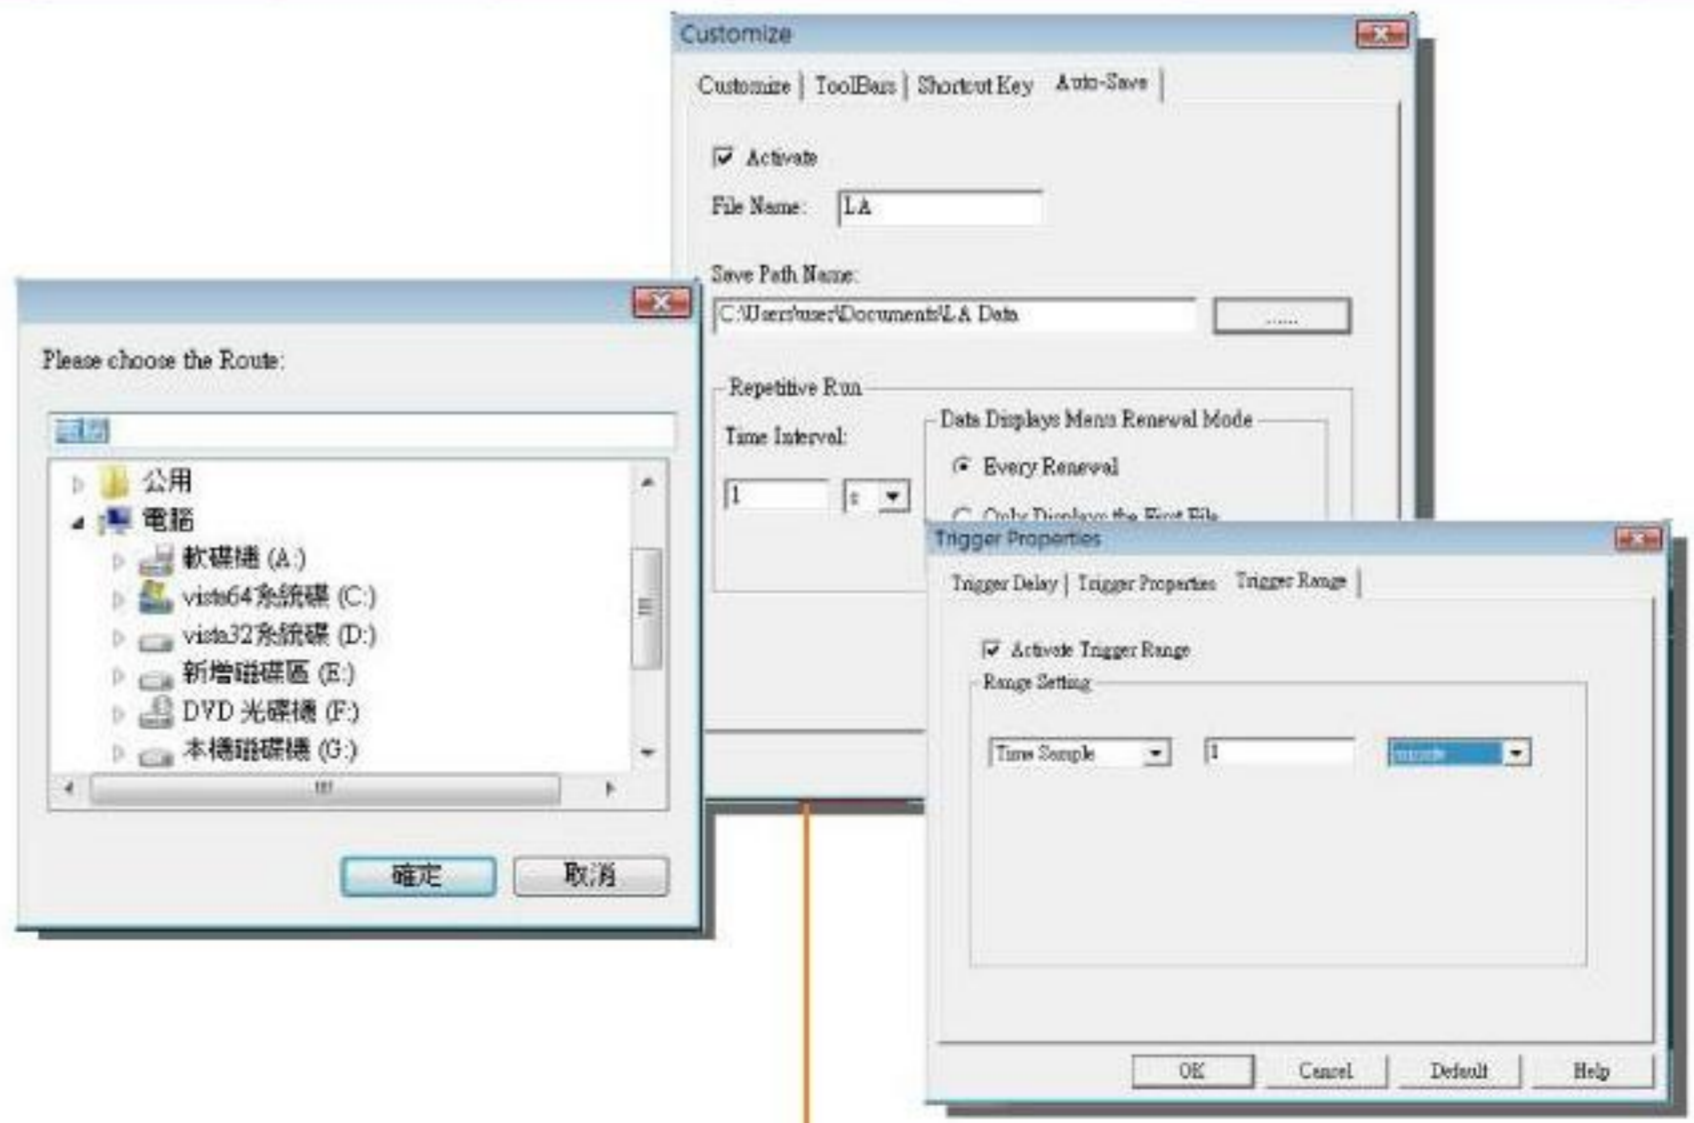 Customize
Customize ToolBars Shortcut Key Auto-Save
Activate
File Name: LA
Save Path Name:
C:\Users\user\Documents\LA Data ......
Repetitive Run
Time Interval:
1 s
Data Displays Menu Renewal Mode
Every Renewal
Only Displays the First File
Please choose the Route:
公用
電腦
軟碟機 (A:)
vista64系統碟 (C:)
vista32系統碟 (D:)
新增磁碟區 (E:)
DVD 光碟機 (F:)
本機磁碟機 (G:)
確定 取消
Trigger Properties
Trigger Delay Trigger Properties Trigger Range
Activate Trigger Range
Range Setting
Time Sample 1
OK Cancel Default Help